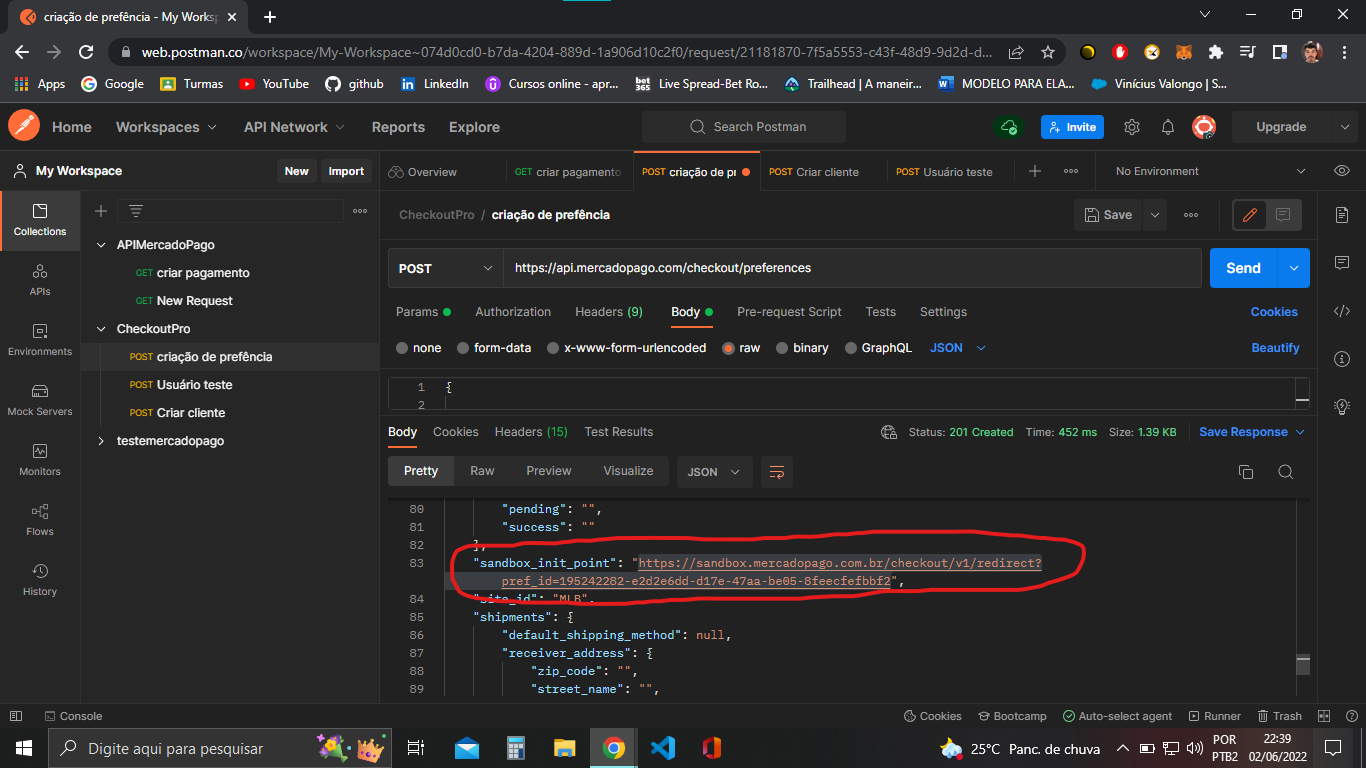 criação de prefência - My Works
web.postman.co/workspace/My-Workspace~074d0cd0-b7da-4204-889d-1a906d10c2f0/request/21181870-7f5a5553-c43f-48d9-9d2d-d...
Apps Google Turmas YouTube github LinkedIn Cursos online - apr... bet365 Live Spread-Bet Ro... Trailhead | A maneir... MODELO PARA ELA... Vinícius Valongo | S...
Home Workspaces API Network Reports Explore Search Postman Invite Upgrade
My Workspace New Import Overview GET criar pagamento POST criação de pr POST Criar cliente POST Usuário teste No Environment
Collections
APIs
Environments
Mock Servers
Monitors
Flows
History
APIMercadoPago
GET criar pagamento
GET New Request
CheckoutPro
POST criação de prefência
POST Usuário teste
POST Criar cliente
testemercadopago
CheckoutPro / criação de prefência Save
POST https://api.mercadopago.com/checkout/preferences Send
Params Authorization Headers (9) Body Pre-request Script Tests Settings Cookies
none form-data x-www-form-urlencoded raw binary GraphQL JSON Beautify
1 {
2
Body Cookies Headers (15) Test Results Status: 201 Created Time: 452 ms Size: 1.39 KB Save Response
Pretty Raw Preview Visualize JSON
80 "pending": "",
81 "success": ""
82 },
83 "sandbox_init_point": "https://sandbox.mercadopago.com.br/checkout/v1/redirect?
pref_id=195242282-e2d2e6dd-d17e-47aa-be05-8feecfefbbf2",
84 "site_id": "MLB",
85 "shipments": {
86 "default_shipping_method": null,
87 "receiver_address": {
88 "zip_code": "",
89 "street_name": "",
Console Cookies Bootcamp Auto-select agent Runner Trash
Digite aqui para pesquisar 25°C Panc. de chuva POR PTB2 22:39 02/06/2022